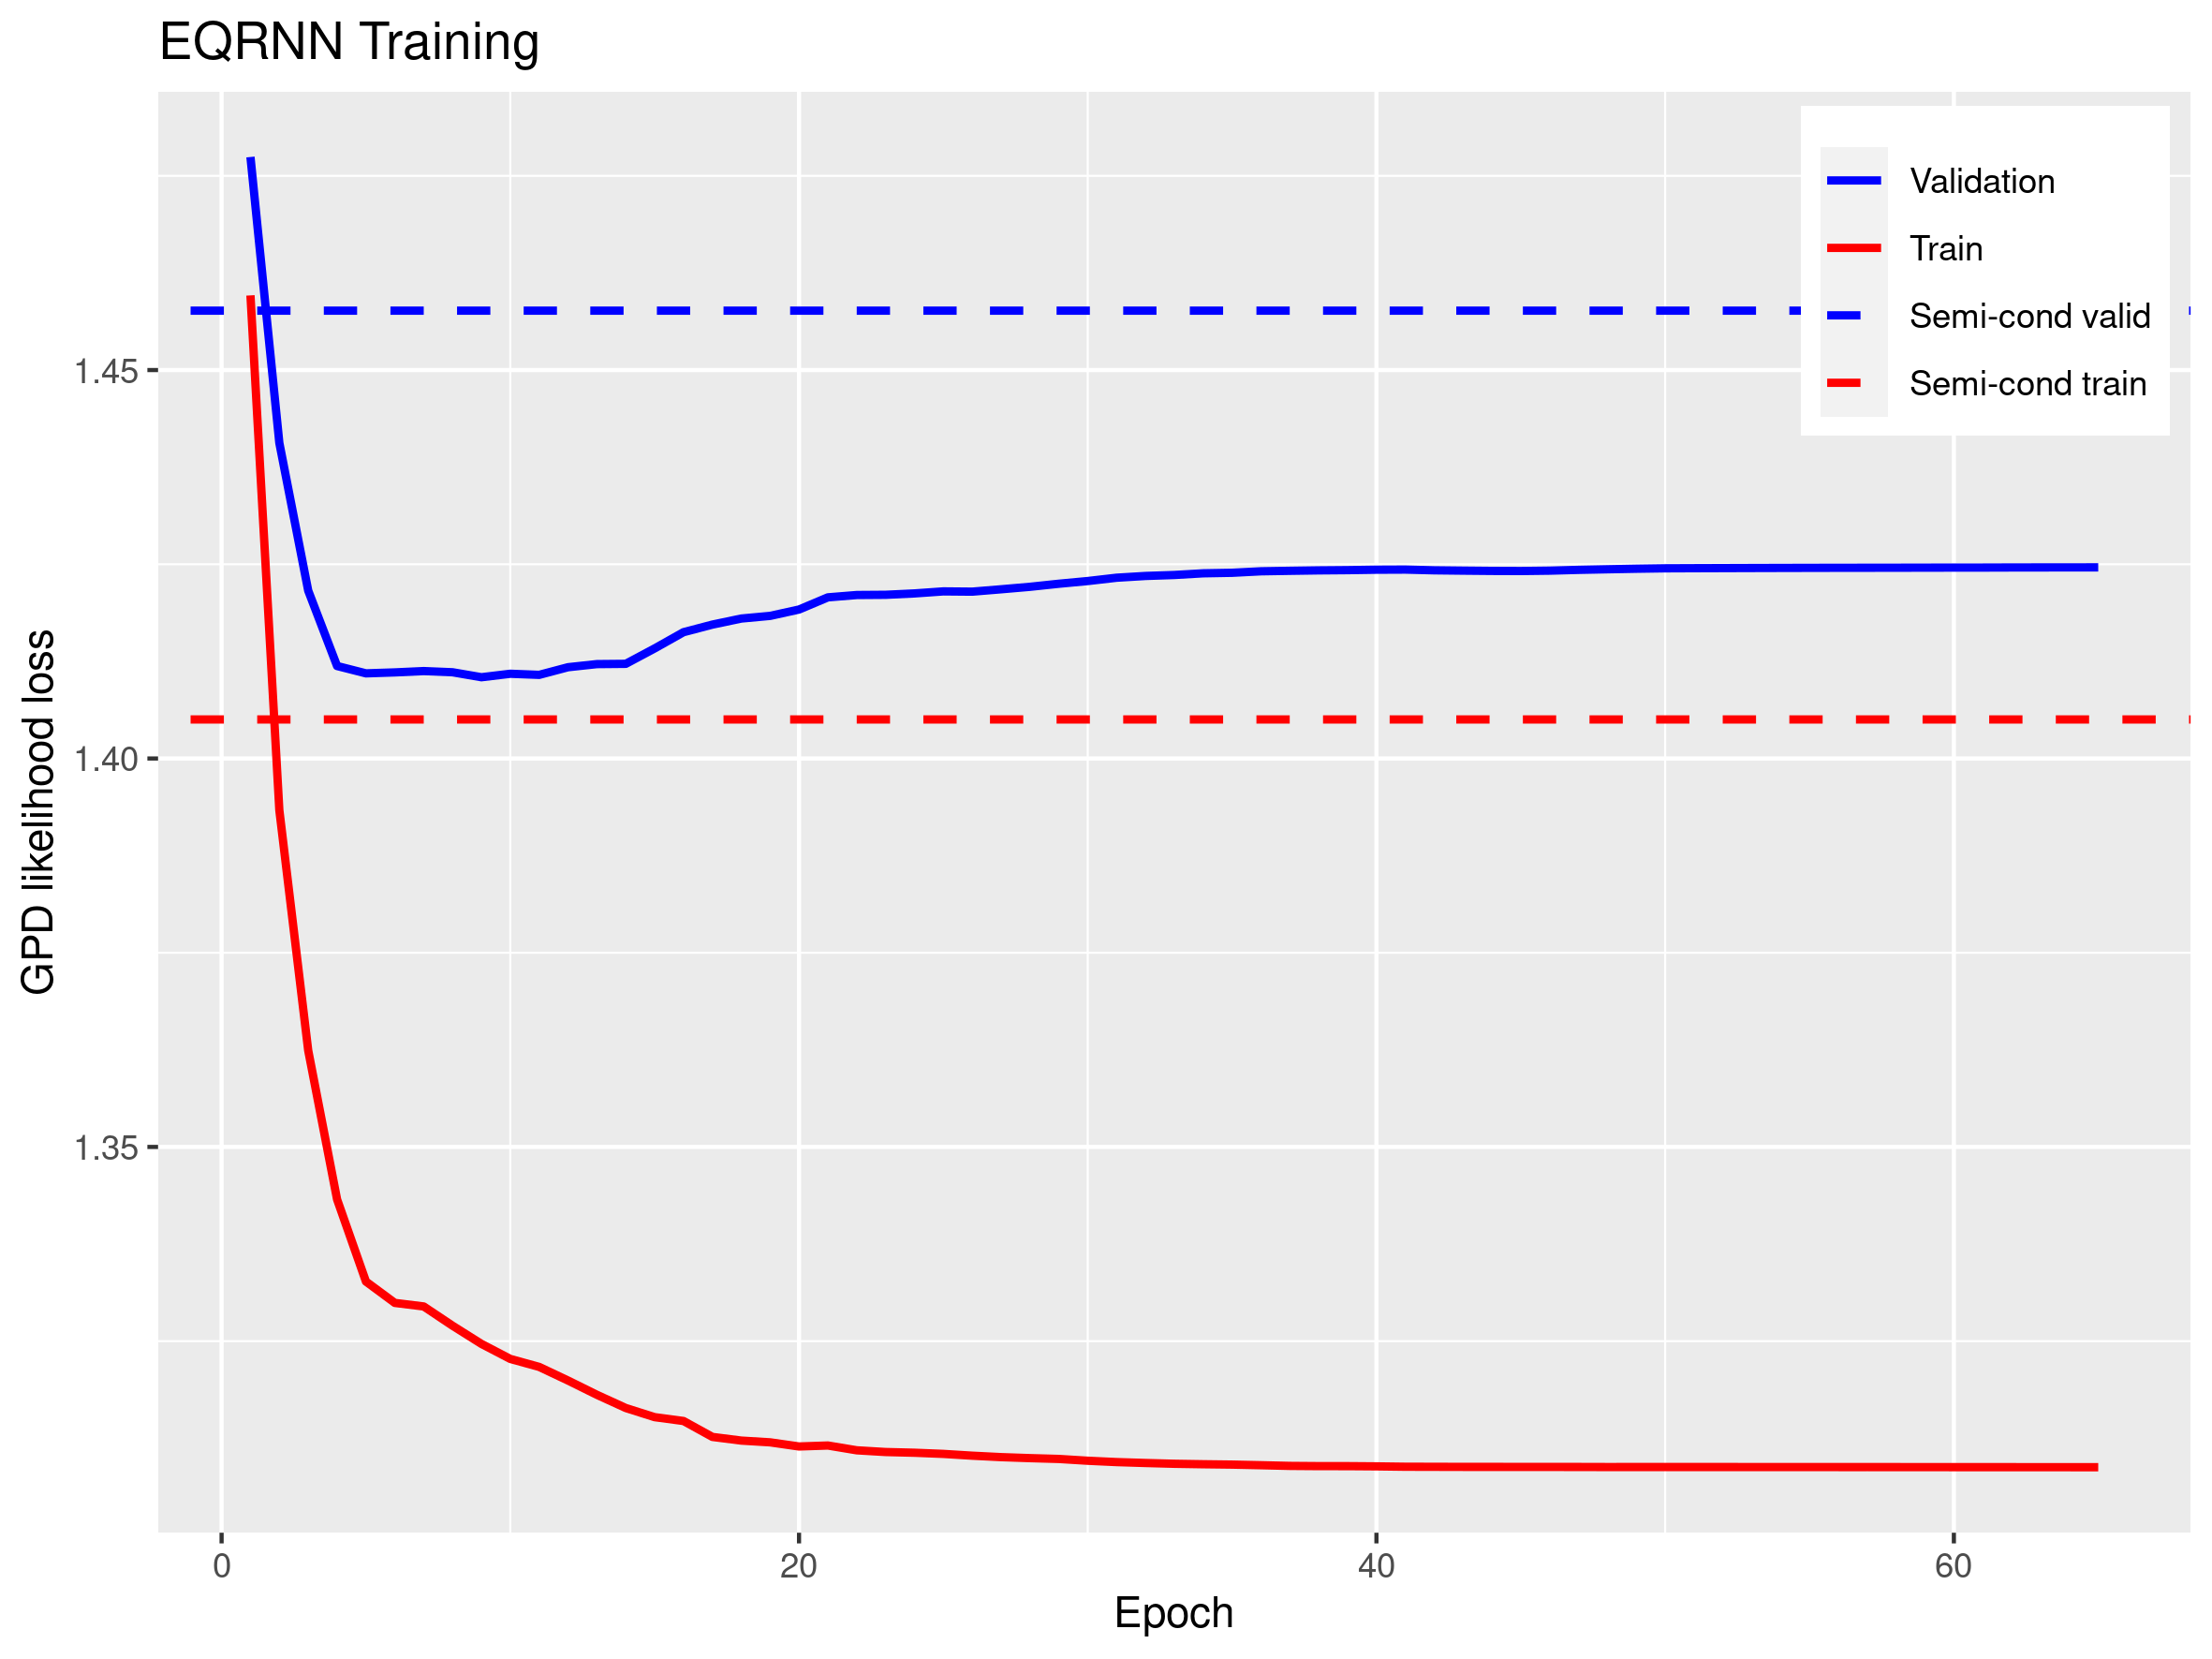 EQRNN Training
Validation
Train
Semi-cond valid
Semi-cond train
GPD likelihood loss
1.45
1.40
1.35
0 20 40 60
Epoch